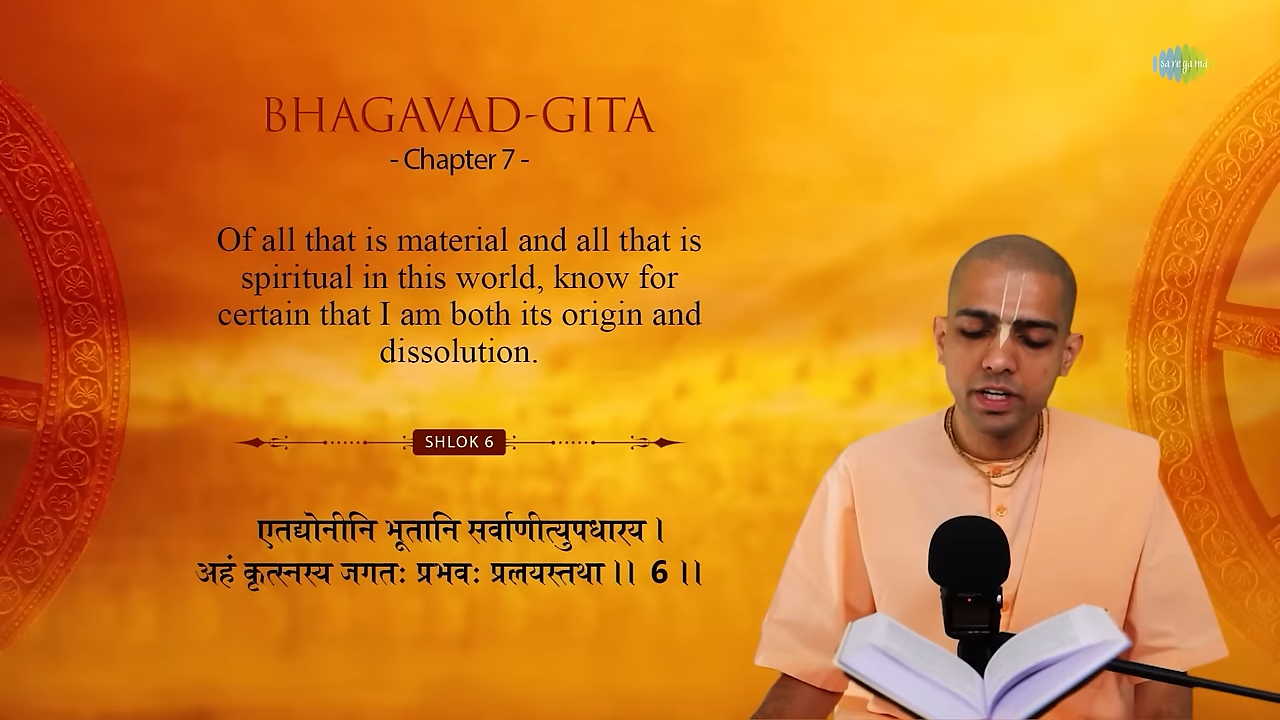 saregama
BHAGAVAD-GITA
- Chapter 7 -
Of all that is material and all that is
spiritual in this world, know for
certain that I am both its origin and
dissolution.
SHLOK 6
एतद्योनीनि भूतानि सर्वाणीत्युपधारय ।
अहं कृत्स्नस्य जगतः प्रभवः प्रलयस्तथा ।। 6 ।।